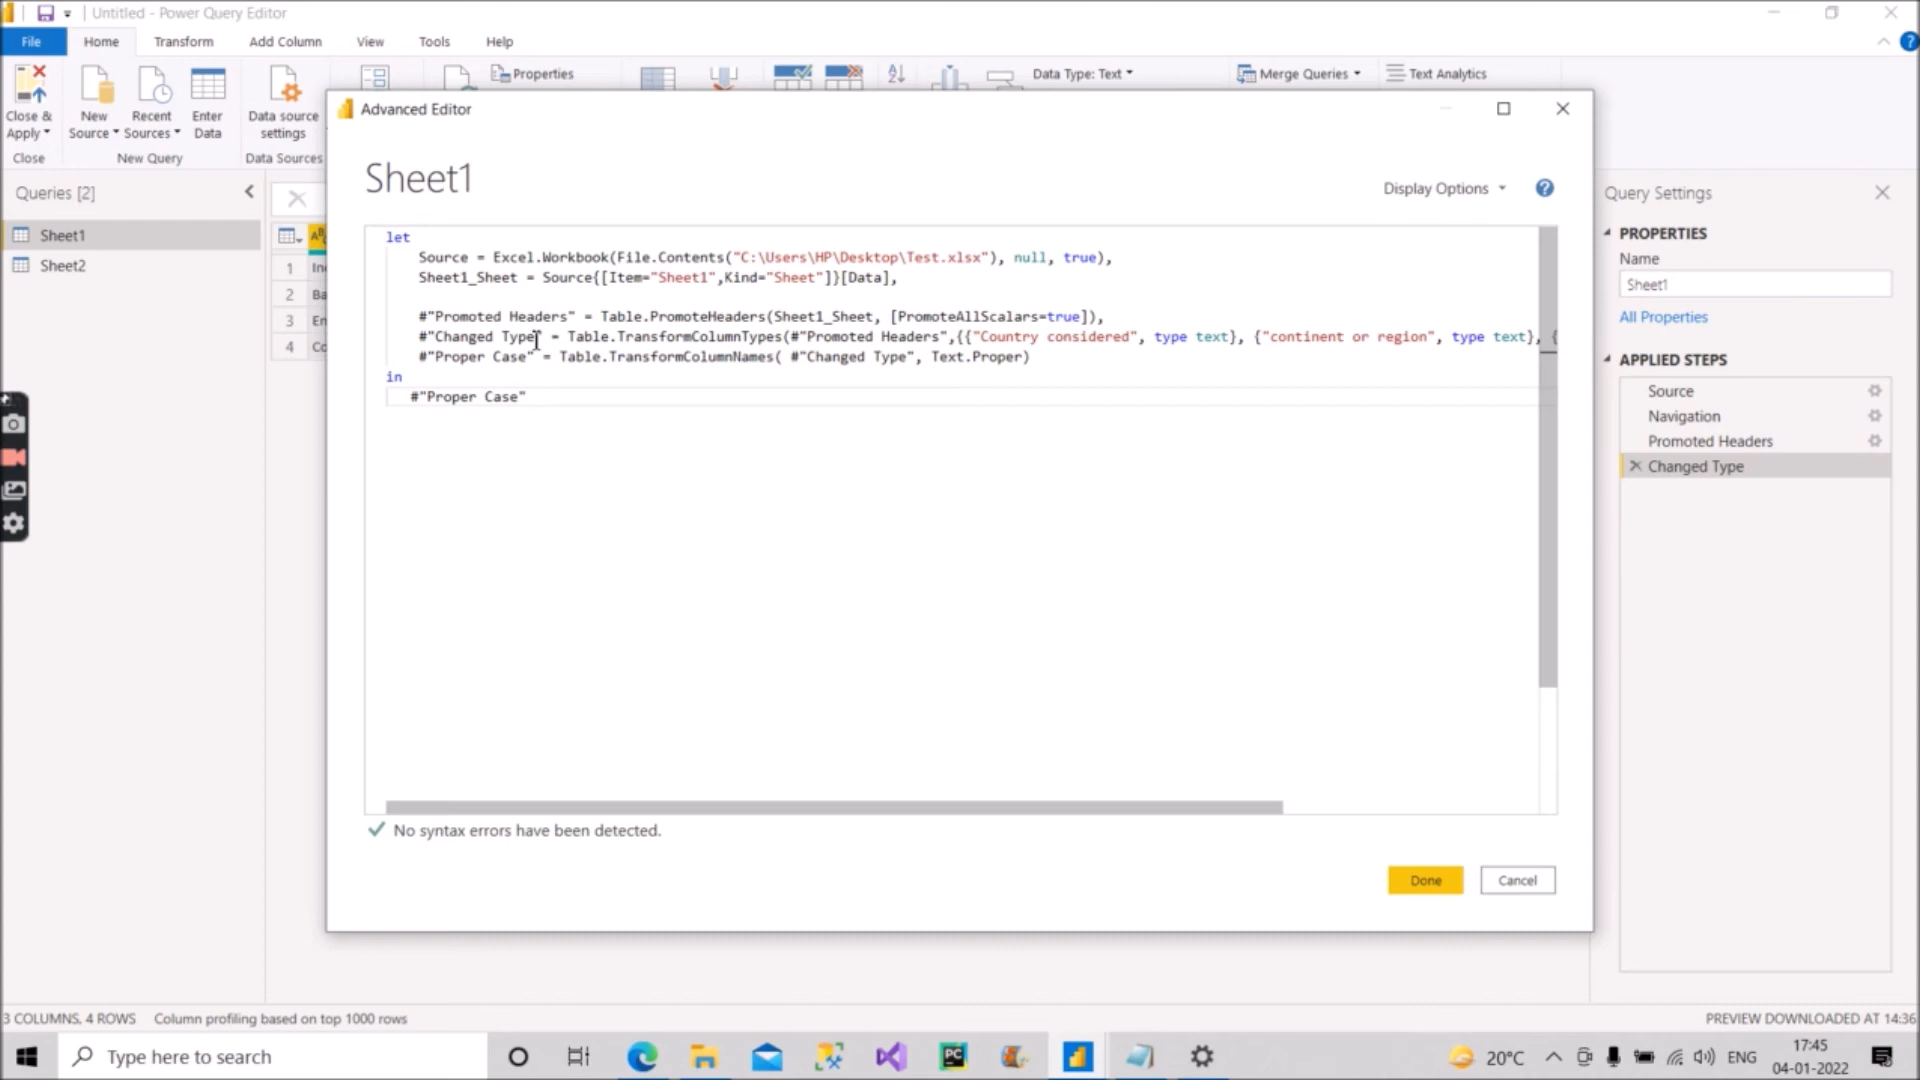 Untitled - Power Query Editor
File Home Transform Add Column View Tools Help
Close & Apply
New Source
Recent Sources
Enter Data
Data source settings
Properties
Data Type: Text
Merge Queries
Text Analytics
Close
New Query
Data Sources
Queries [2]
Sheet1
Sheet2
1
2
3
4
Advanced Editor
Sheet1
Display Options
let
Source = Excel.Workbook(File.Contents("C:\Users\HP\Desktop\Test.xlsx"), null, true),
Sheet1_Sheet = Source{[Item="Sheet1",Kind="Sheet"]}[Data],
#"Promoted Headers" = Table.PromoteHeaders(Sheet1_Sheet, [PromoteAllScalars=true]),
#"Changed Type" = Table.TransformColumnTypes(#"Promoted Headers",{{"Country considered", type text}, {"continent or region", type text}, {
#"Proper Case" = Table.TransformColumnNames( #"Changed Type", Text.Proper)
in
#"Proper Case"
No syntax errors have been detected.
Done
Cancel
Query Settings
PROPERTIES
Name
Sheet1
All Properties
APPLIED STEPS
Source
Navigation
Promoted Headers
Changed Type
3 COLUMNS, 4 ROWS Column profiling based on top 1000 rows
PREVIEW DOWNLOADED AT 14:36
Type here to search
20°C
ENG
17:45
04-01-2022